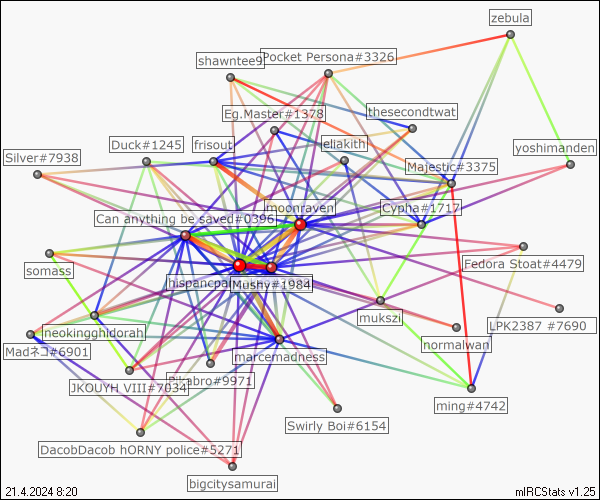 zebula
Pocket Persona#3326
shawntee9
thesecondtwat
Eg.Master#1378
yoshimanden
Duck#1245
frisout
eliakith
Silver#7938
Majestic#3375
moonraven
Cypha#1717
Can anything be saved#0396
Fedora Stoat#4479
somass
hispancpa
Mushy#1984
mukszi
LPK2387 #7690
neokingghdorah
normalwan
Madネコ#6901
marcemadness
JKOUYH VIII#7034
#9971
ming#4742
Swirly Boi#6154
DacobDacob hORNY police#5271
bigcitysamurai
21.4.2024 8:20
mIRCStats v1.25